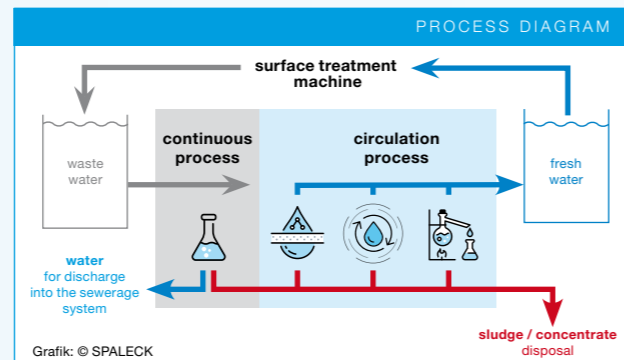 PROCESS DIAGRAM
surface treatment
machine
waste
water
continuous
process
circulation
process
fresh
water
water
for discharge
into the sewerage
system
sludge / concentrate
disposal
Grafik: © SPALECK